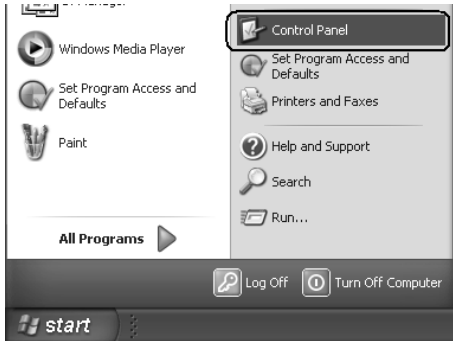 Windows Media Player
Set Program Access and
Defaults
Paint
All Programs
Control Panel
Set Program Access and
Defaults
Printers and Faxes
Help and Support
Search
Run...
Log Off
Turn Off Computer
start